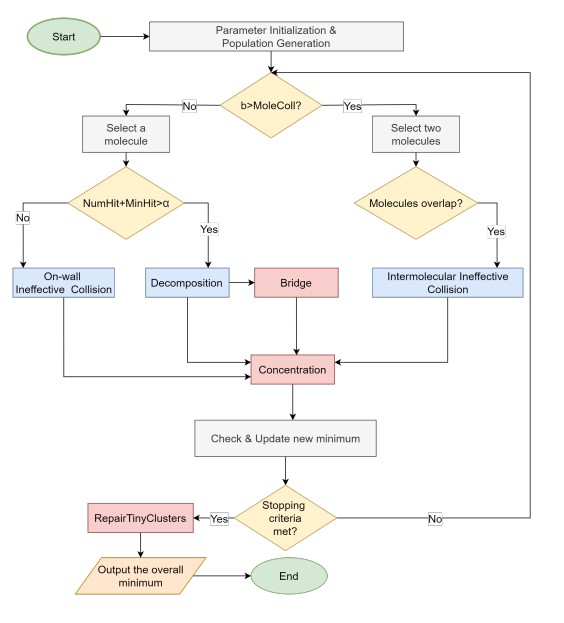 Start
Parameter Initialization &
Population Generation
b>MoleColl?
No
Yes
Select a
molecule
Select two
molecules
NumHit+MinHit>α
Molecules overlap?
No
Yes
Yes
On-wall
Ineffective Collision
Decomposition
Bridge
Intermolecular Ineffective
Collision
Concentration
Check & Update new minimum
Stopping
criteria
met?
Yes
No
RepairTinyClusters
Output the overall
minimum
End